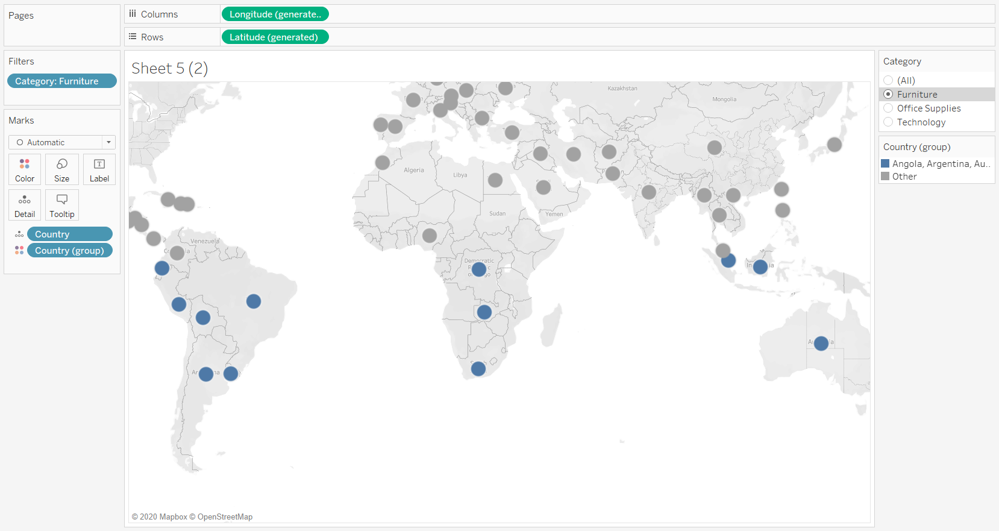 Pages
Columns
Longitude (generate..
Rows
Latitude (generated)
Filters
Category: Furniture
Marks
Automatic
Color
Size
Label
Detail
Tooltip
Country
Country (group)
Sheet 5 (2)
Kazakhstan
Mongolia
Algeria
Libya
Sudan
Yemen
Venezuela
Democratic
© 2020 Mapbox © OpenStreetMap
Category
(All)
Furniture
Office Supplies
Technology
Country (group)
Angola, Argentina, Au..
Other